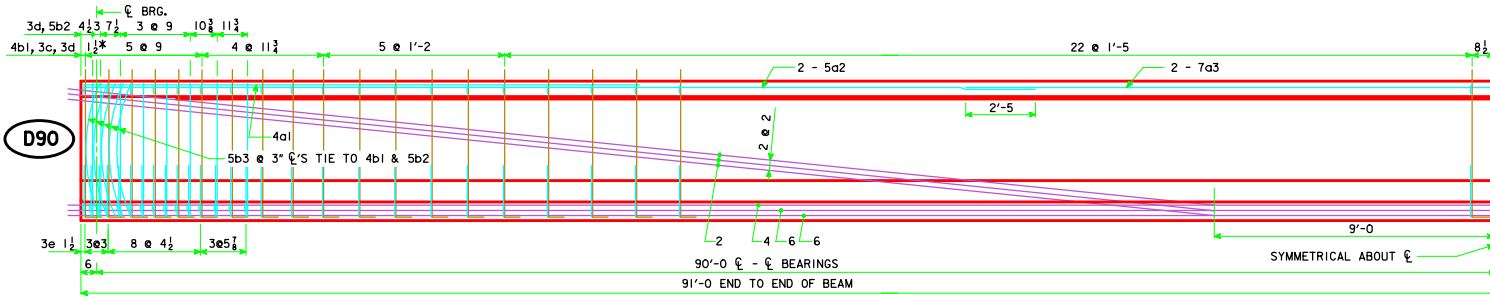 ℄ BRG.
3d, 5b2 4½ 3 7½ 3 @ 9 10⅜ 11¾
4b1, 3c, 3d 1½* 5 @ 9 4 @ 11¾ 5 @ 1'-2 22 @ 1'-5 8½
2 - 5a2
2 - 7a3
2'-5
2 @ 2
D90
4a1
5b3 @ 3" ℄'S TIE TO 4b1 & 5b2
2 4 6 6
9'-0
3e 1½ 3@3 8 @ 4½ 3@5⅞
SYMMETRICAL ABOUT ℄
6
90'-0 ℄ - ℄ BEARINGS
91'-0 END TO END OF BEAM